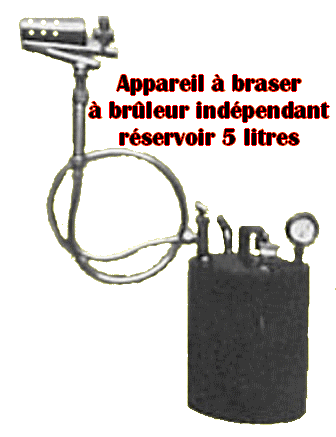 Appareil à braser
à brûleur indépendant
réservoir 5 litres